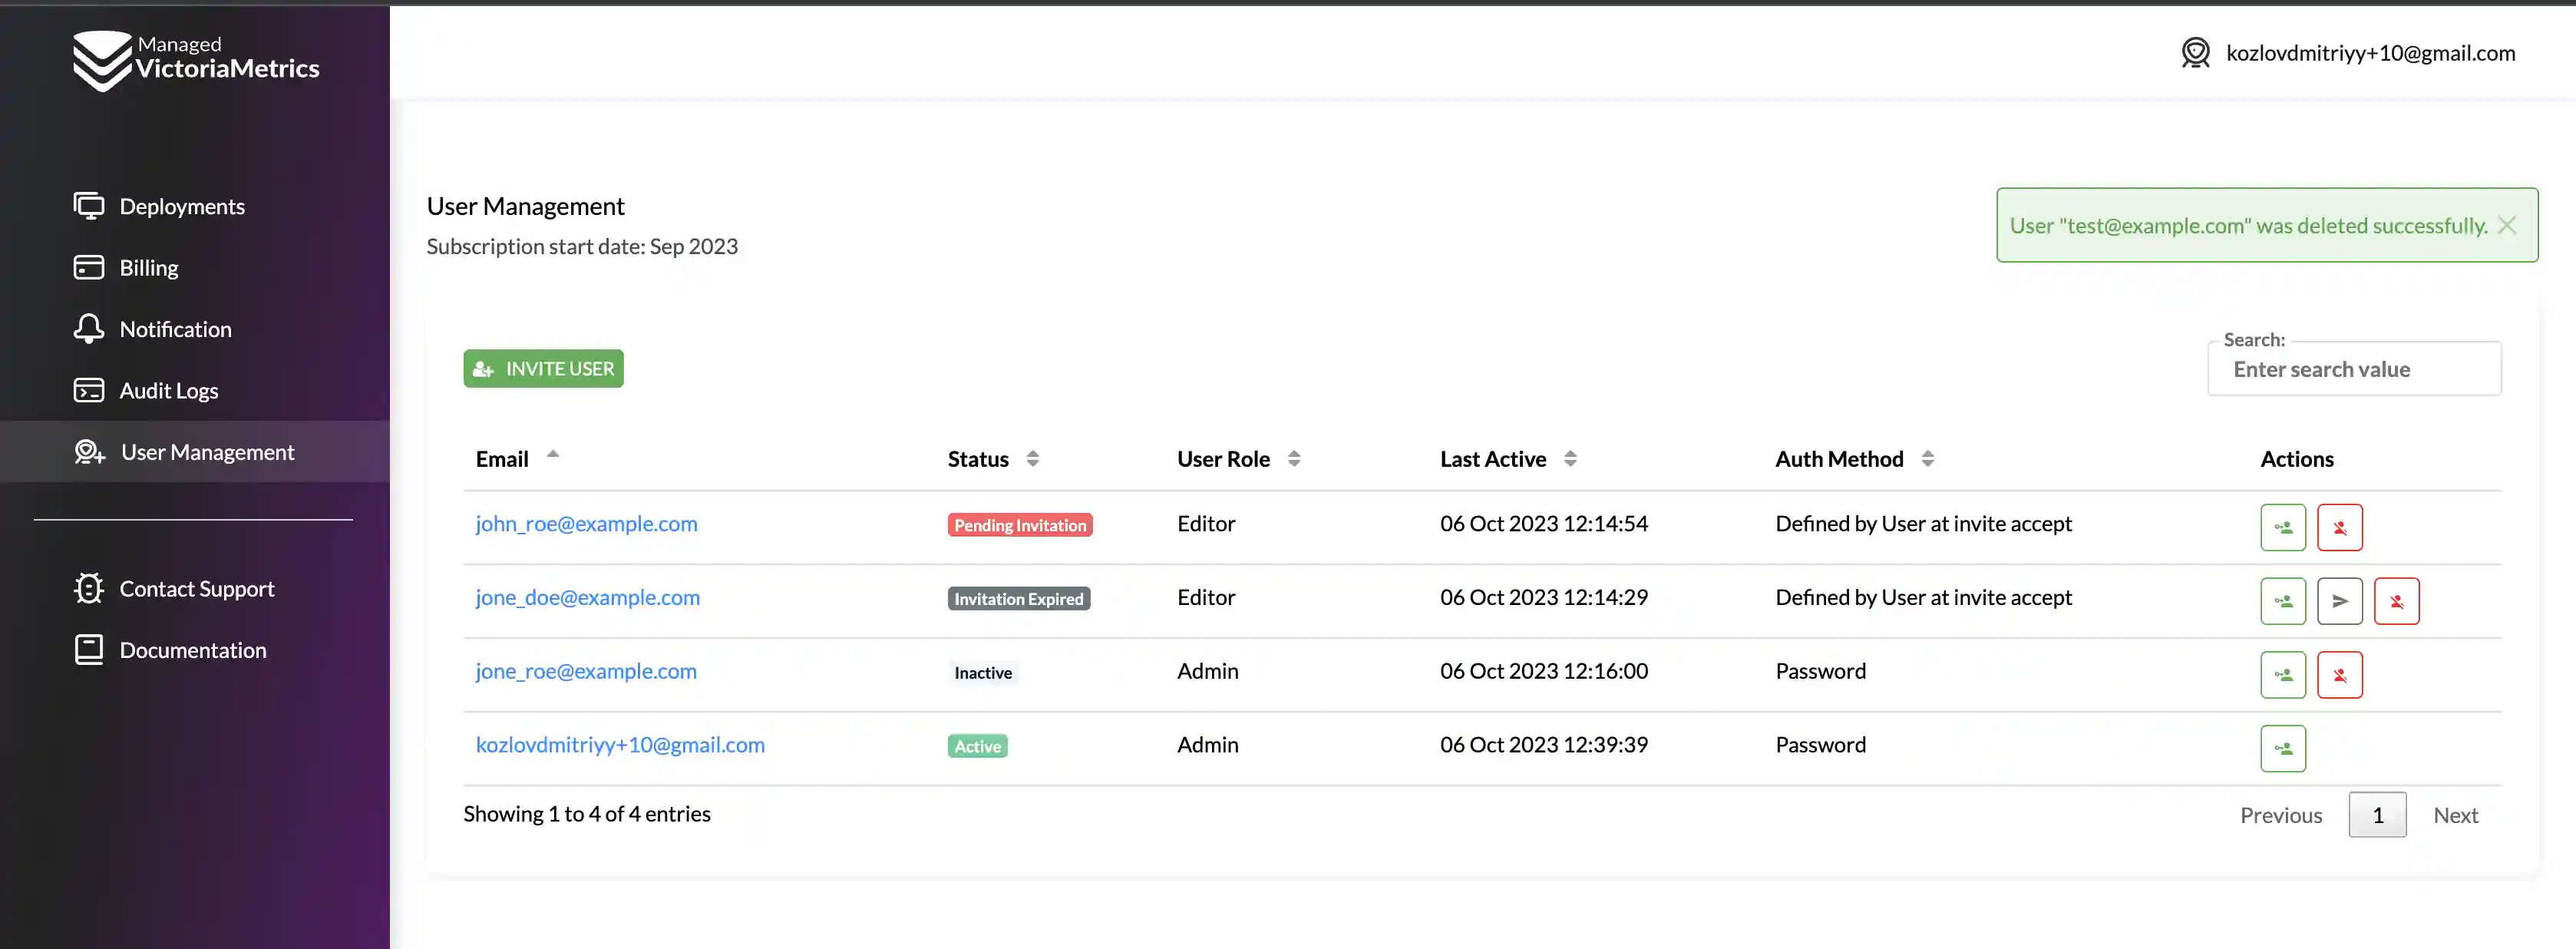 Managed
VictoriaMetrics
kozlovdmitriyy+10@gmail.com
Deployments
Billing
Notification
Audit Logs
User Management
Contact Support
Documentation
User Management
Subscription start date: Sep 2023
User "test@example.com" was deleted successfully.
INVITE USER
Search:
Enter search value
Email Status User Role Last Active Auth Method Actions
john_roe@example.com Pending Invitation Editor 06 Oct 2023 12:14:54 Defined by User at invite accept
jone_doe@example.com Invitation Expired Editor 06 Oct 2023 12:14:29 Defined by User at invite accept
jone_roe@example.com Inactive Admin 06 Oct 2023 12:16:00 Password
kozlovdmitriyy+10@gmail.com Active Admin 06 Oct 2023 12:39:39 Password
Showing 1 to 4 of 4 entries
Previous 1 Next